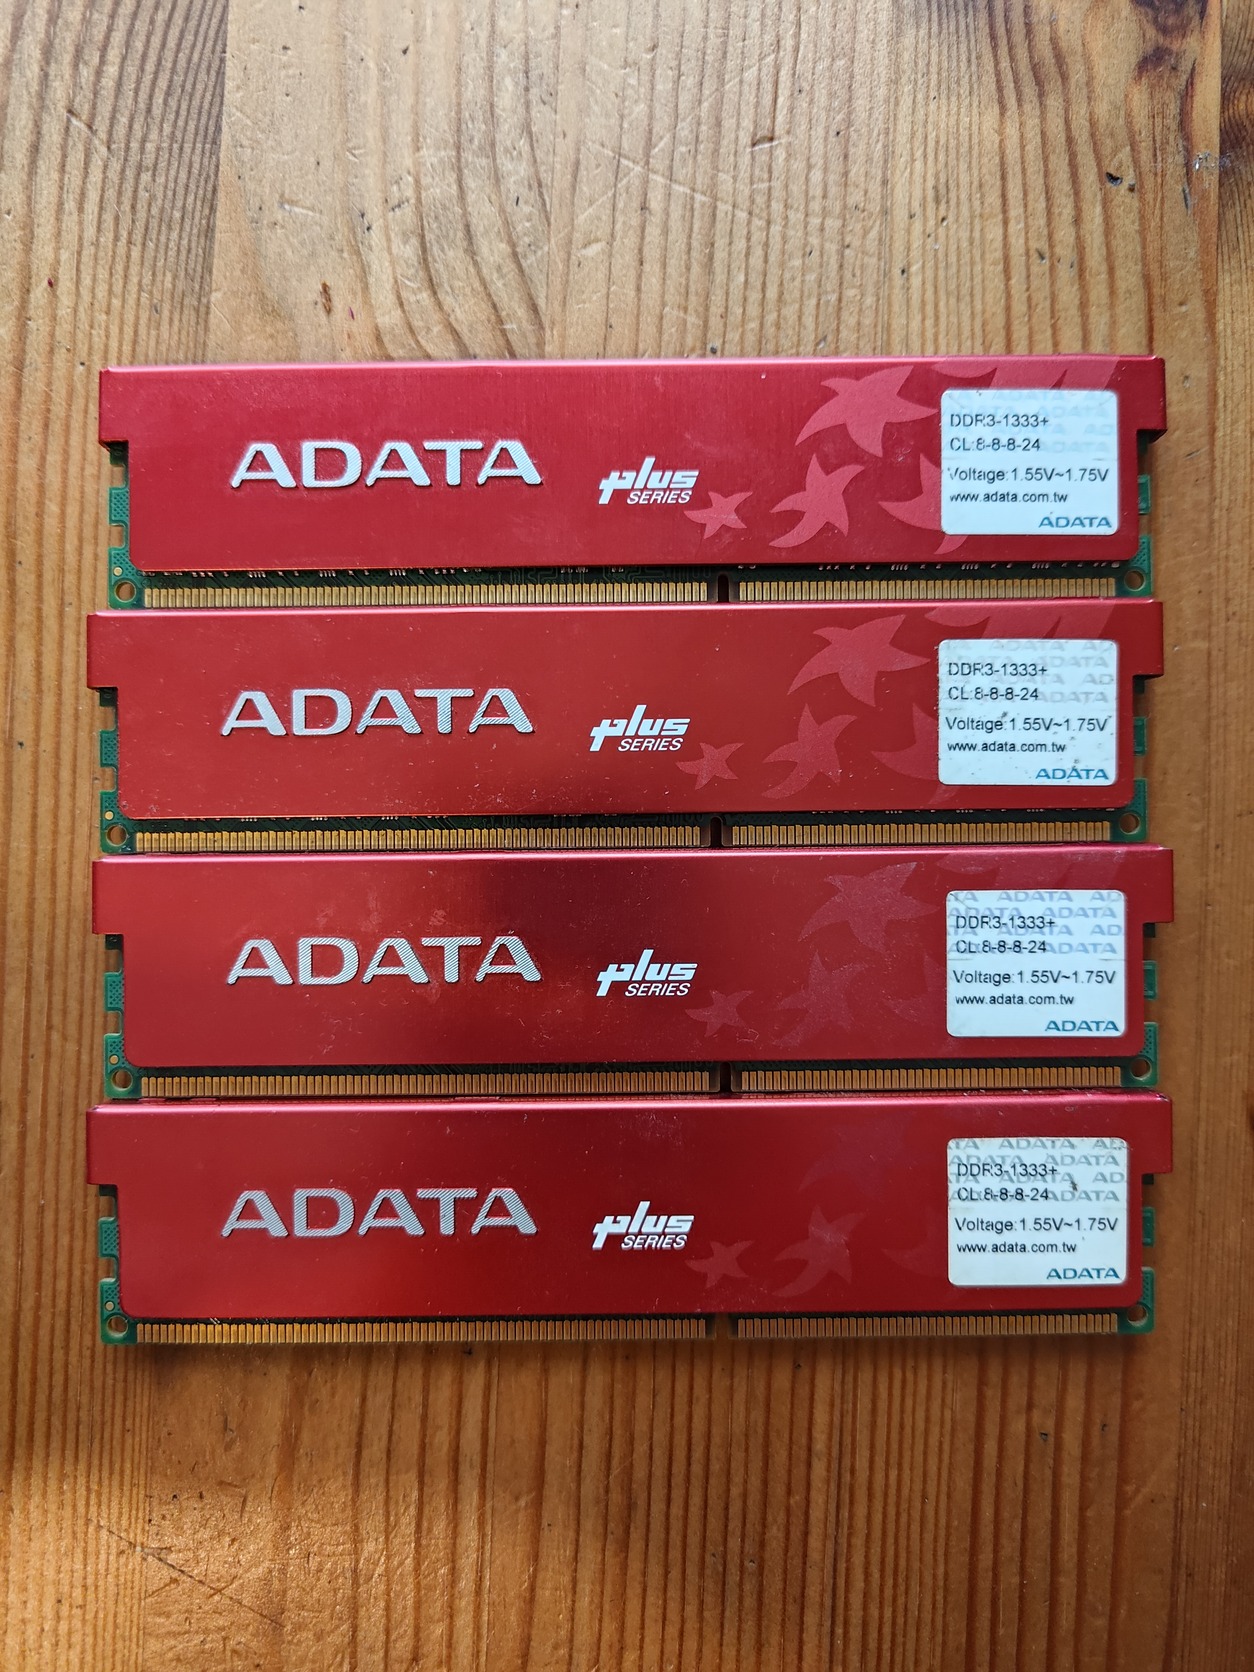 ADATA
plus
SERIES
DDR3-1333+
CL:8-8-8-24
Voltage:1.55V~1.75V
www.adata.com.tw
ADATA
ADATA
plus
SERIES
DDR3-1333+
CL:8-8-8-24
Voltage:1.55V~1.75V
www.adata.com.tw
ADATA
ADATA
plus
SERIES
DDR3-1333+
CL:8-8-8-24
Voltage:1.55V~1.75V
www.adata.com.tw
ADATA
ADATA
plus
SERIES
DDR3-1333+
CL:8-8-8-24
Voltage:1.55V~1.75V
www.adata.com.tw
ADATA